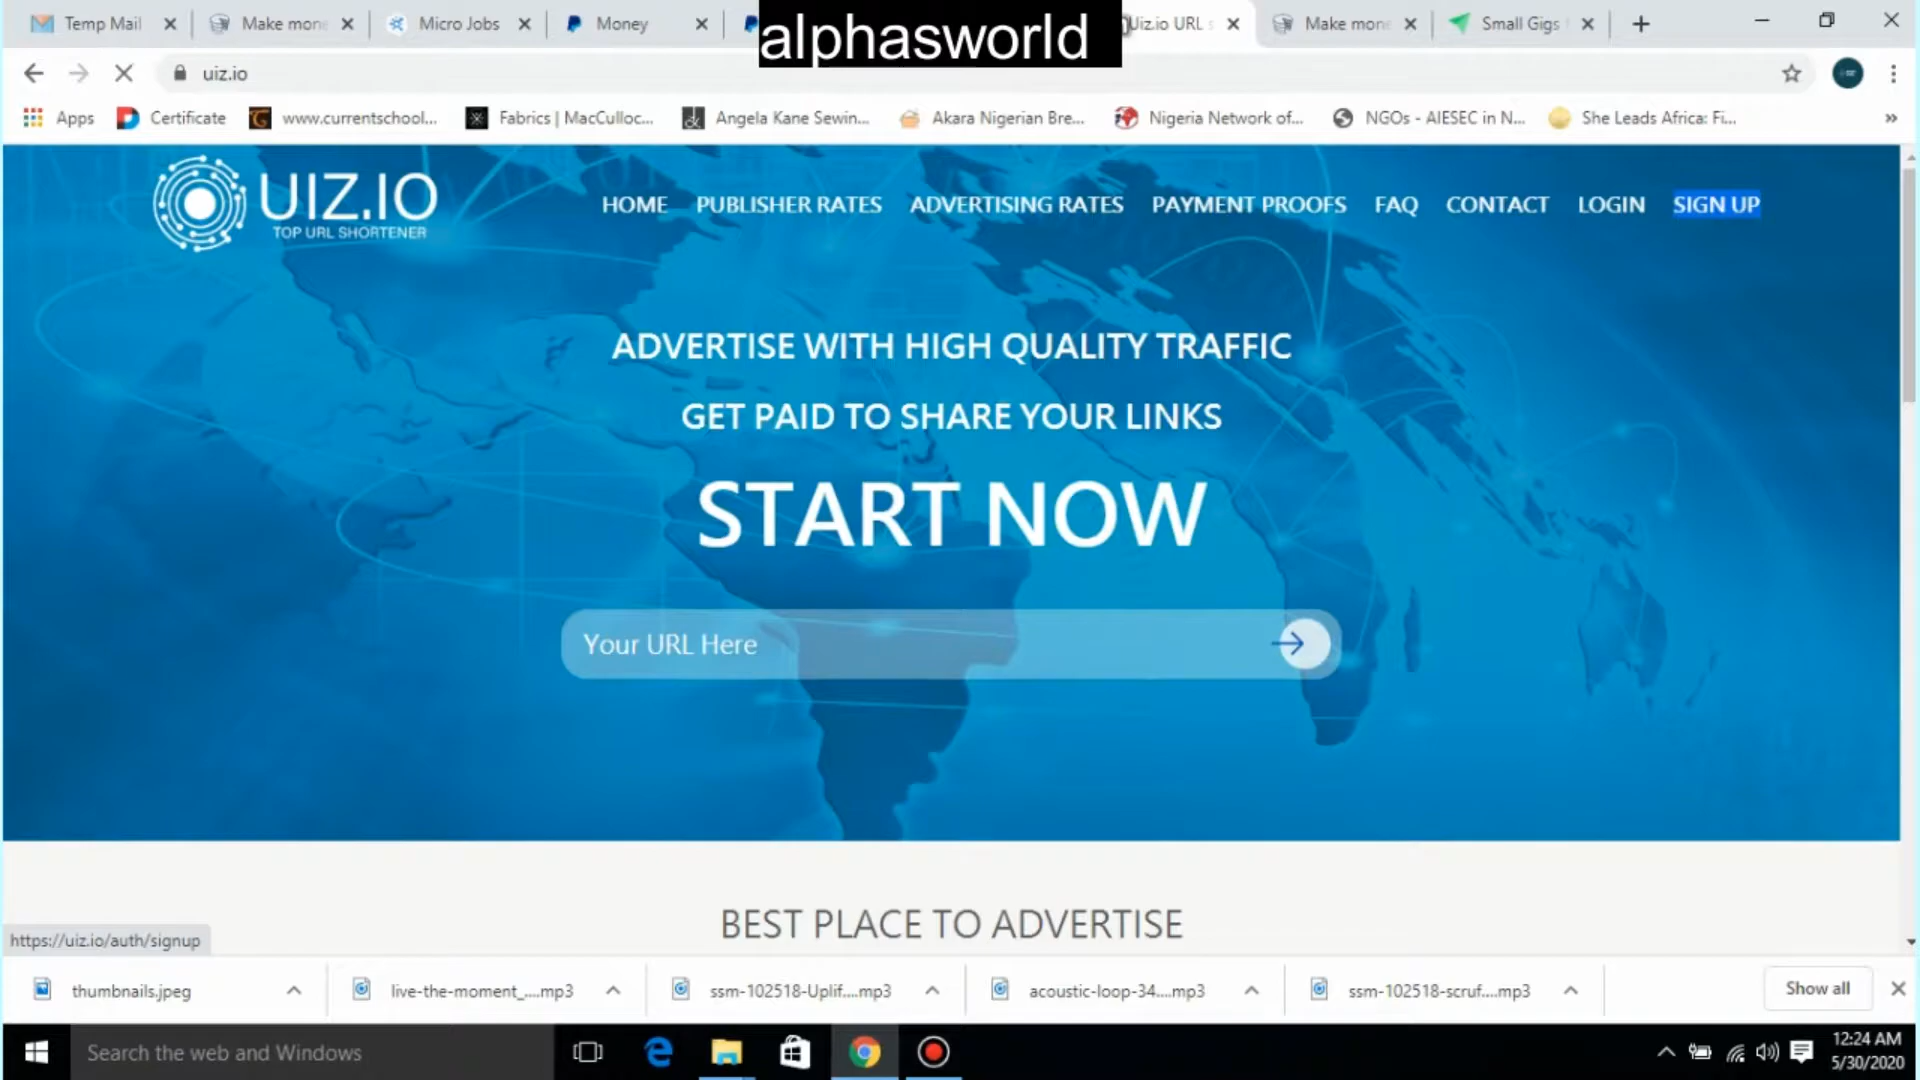 Temp Mail
Make mone
Micro Jobs
Money
alphasworld
Uiz.io URL s
Make mone
Small Gigs
uiz.io
Apps
Certificate
www.currentschool...
Fabrics | MacCulloc...
Angela Kane Sewin...
Akara Nigerian Bre...
Nigeria Network of...
NGOs - AIESEC in N...
She Leads Africa: Fi...
UIZ.IO
TOP URL SHORTENER
HOME
PUBLISHER RATES
ADVERTISING RATES
PAYMENT PROOFS
FAQ
CONTACT
LOGIN
SIGN UP
ADVERTISE WITH HIGH QUALITY TRAFFIC
GET PAID TO SHARE YOUR LINKS
START NOW
Your URL Here
BEST PLACE TO ADVERTISE
https://uiz.io/auth/signup
thumbnails.jpeg
live-the-moment_....mp3
ssm-102518-Uplif....mp3
acoustic-loop-34....mp3
ssm-102518-scruf....mp3
Show all
Search the web and Windows
12:24 AM
5/30/2020